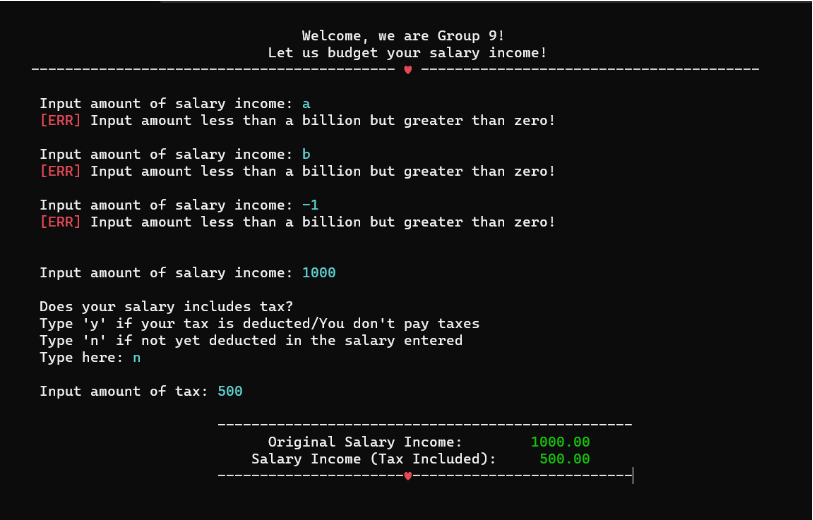 Welcome, we are Group 9!
Let us budget your salary income!
------------------------------------------- ♥ ----------------------------------------
Input amount of salary income: a
[ERR] Input amount less than a billion but greater than zero!
Input amount of salary income: b
[ERR] Input amount less than a billion but greater than zero!
Input amount of salary income: -1
[ERR] Input amount less than a billion but greater than zero!
Input amount of salary income: 1000
Does your salary includes tax?
Type 'y' if your tax is deducted/You don't pay taxes
Type 'n' if not yet deducted in the salary entered
Type here: n
Input amount of tax: 500
-------------------------------------------------
Original Salary Income: 1000.00
Salary Income (Tax Included): 500.00
----------------------♥--------------------------